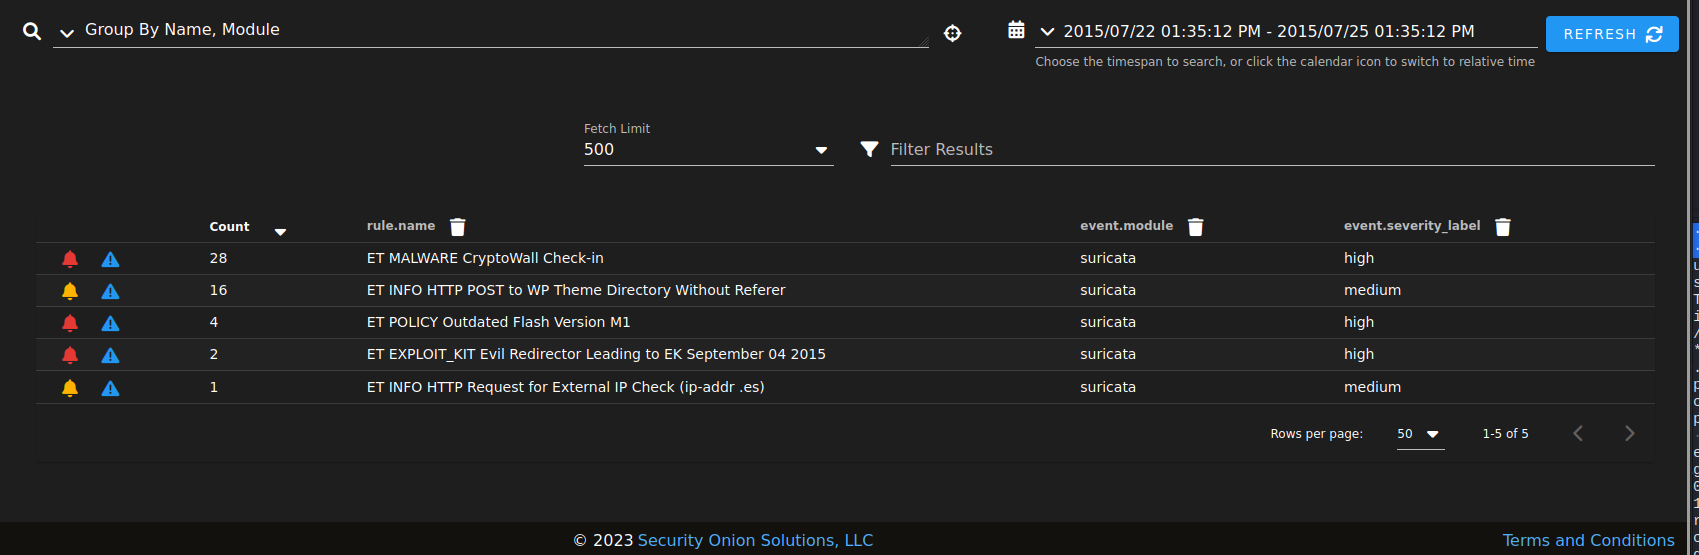 Group By Name, Module
2015/07/22 01:35:12 PM - 2015/07/25 01:35:12 PM
REFRESH
Choose the timespan to search, or click the calendar icon to switch to relative time
Fetch Limit
500
Filter Results
Count rule.name event.module event.severity_label
28 ET MALWARE CryptoWall Check-in suricata high
16 ET INFO HTTP POST to WP Theme Directory Without Referer suricata medium
4 ET POLICY Outdated Flash Version M1 suricata high
2 ET EXPLOIT_KIT Evil Redirector Leading to EK September 04 2015 suricata high
1 ET INFO HTTP Request for External IP Check (ip-addr .es) suricata medium
Rows per page: 50 1-5 of 5
© 2023 Security Onion Solutions, LLC
Terms and Conditions